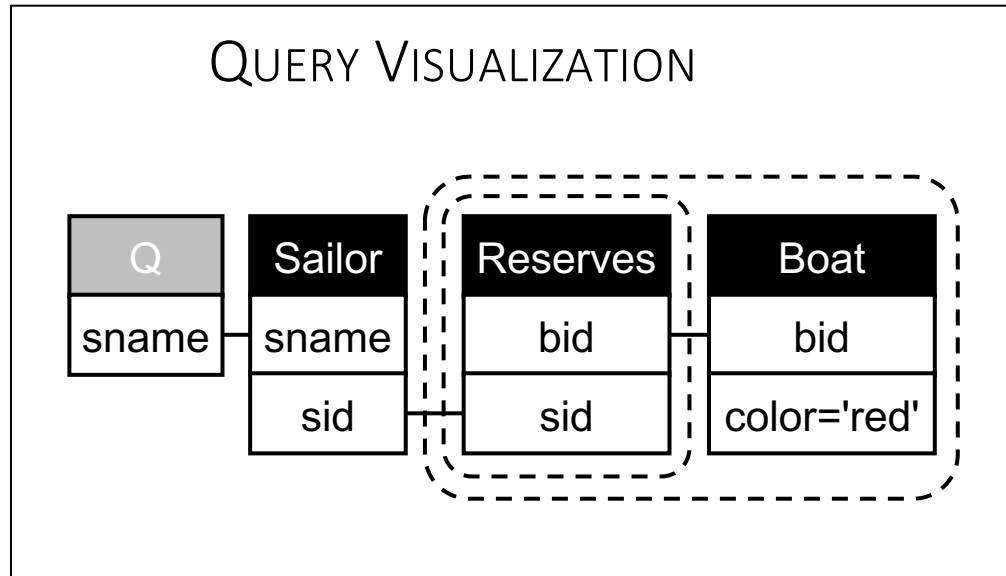 QUERY VISUALIZATION
Q
sname
Sailor
sname
sid
Reserves
bid
sid
Boat
bid
color='red'